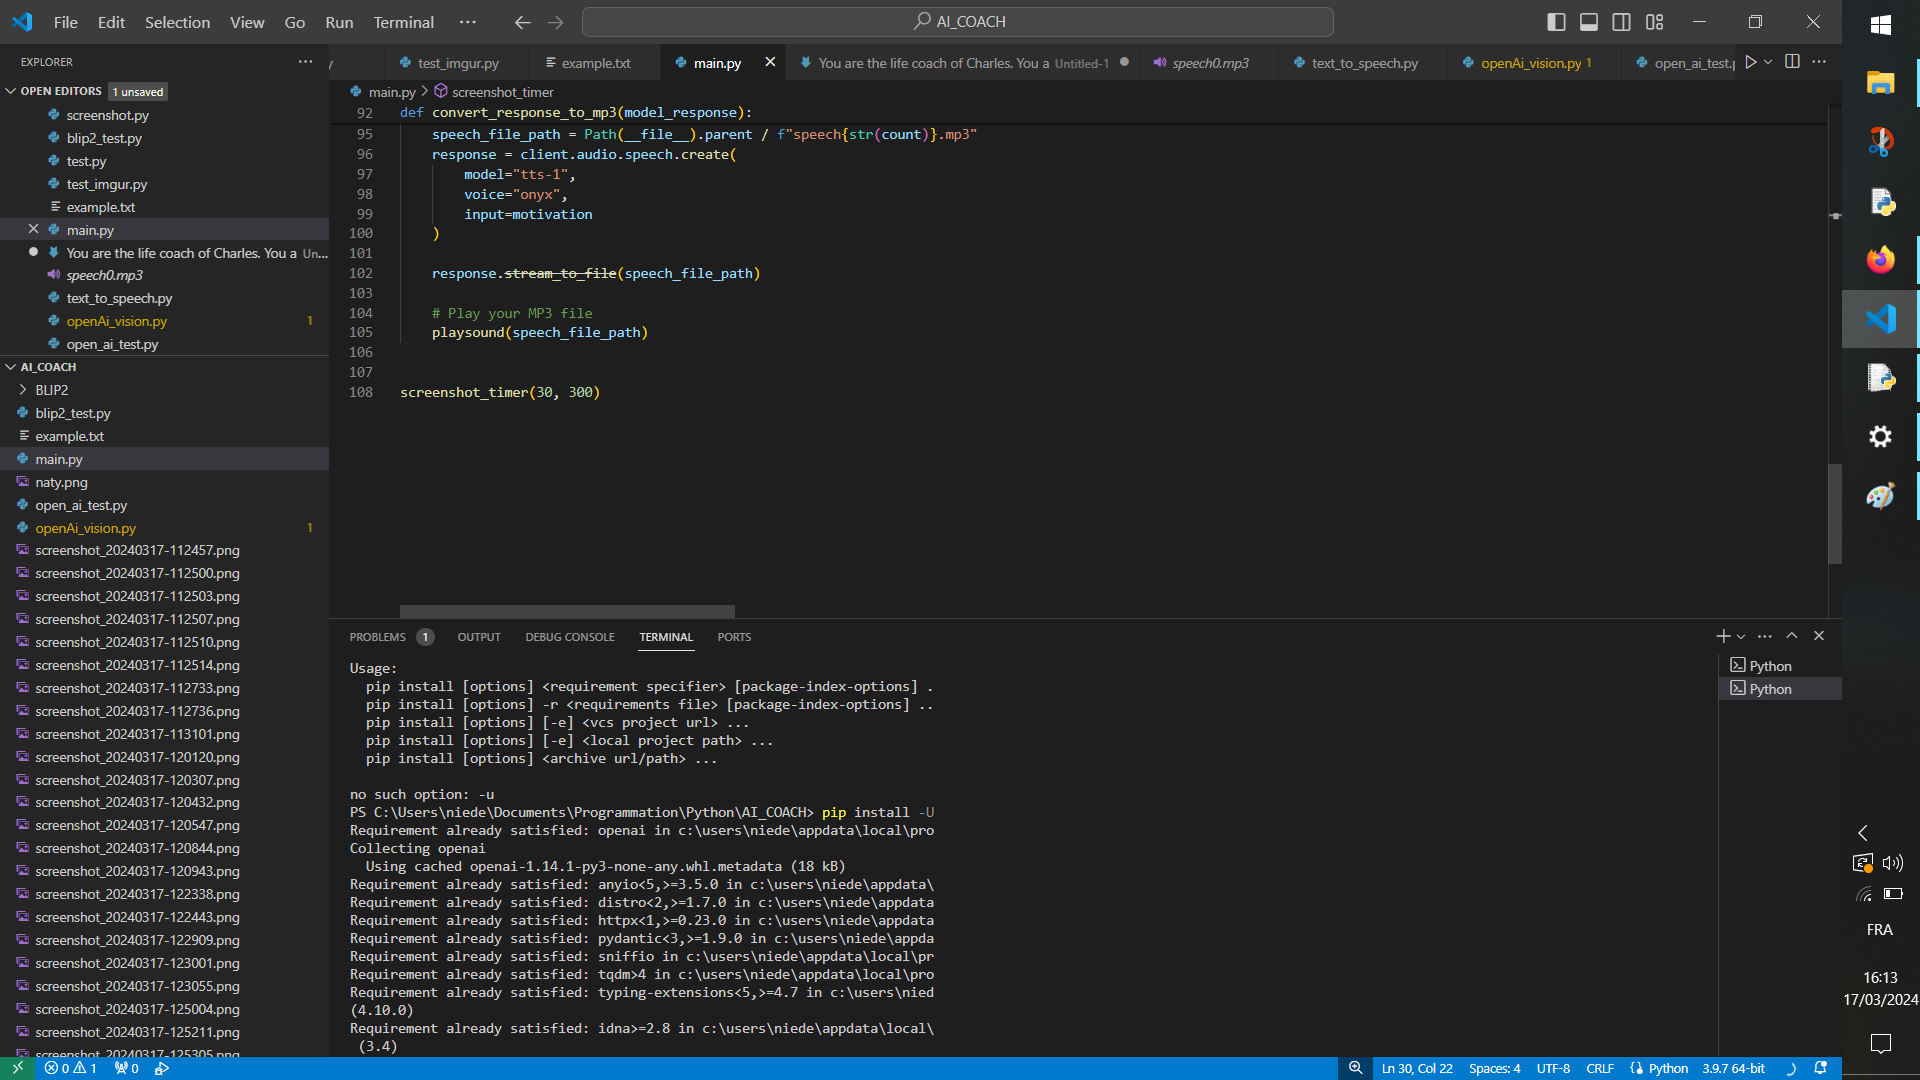 File Edit Selection View Go Run Terminal ··· AI_COACH
EXPLORER ···
OPEN EDITORS 1 unsaved
screenshot.py
blip2_test.py
test.py
test_imgur.py
example.txt
main.py
You are the life coach of Charles. You a Un...
speech0.mp3
text_to_speech.py
openAi_vision.py 1
open_ai_test.py
AI_COACH
BLIP2
blip2_test.py
example.txt
main.py
naty.png
open_ai_test.py
openAi_vision.py 1
screenshot_20240317-112457.png
screenshot_20240317-112500.png
screenshot_20240317-112503.png
screenshot_20240317-112507.png
screenshot_20240317-112510.png
screenshot_20240317-112514.png
screenshot_20240317-112733.png
screenshot_20240317-112736.png
screenshot_20240317-113101.png
screenshot_20240317-120120.png
screenshot_20240317-120307.png
screenshot_20240317-120432.png
screenshot_20240317-120547.png
screenshot_20240317-120844.png
screenshot_20240317-120943.png
screenshot_20240317-122338.png
screenshot_20240317-122443.png
screenshot_20240317-122909.png
screenshot_20240317-123001.png
screenshot_20240317-123055.png
screenshot_20240317-125004.png
screenshot_20240317-125211.png
screenshot_20240317-125305.png
y test_imgur.py example.txt main.py You are the life coach of Charles. You a Untitled-1 speech0.mp3 text_to_speech.py openAi_vision.py 1 open_ai_test.p
main.py > screenshot_timer
92 def convert_response_to_mp3(model_response):
95 speech_file_path = Path(__file__).parent / f"speech{str(count)}.mp3"
96 response = client.audio.speech.create(
97 model="tts-1",
98 voice="onyx",
99 input=motivation
100 )
101
102 response.stream_to_file(speech_file_path)
103
104 # Play your MP3 file
105 playsound(speech_file_path)
106
107
108 screenshot_timer(30, 300)
PROBLEMS 1 OUTPUT DEBUG CONSOLE TERMINAL PORTS
Python
Python
Usage:
pip install [options] <requirement specifier> [package-index-options] .
pip install [options] -r <requirements file> [package-index-options] ..
pip install [options] [-e] <vcs project url> ...
pip install [options] [-e] <local project path> ...
pip install [options] <archive url/path> ...
no such option: -u
PS C:\Users\niede\Documents\Programmation\Python\AI_COACH> pip install -U
Requirement already satisfied: openai in c:\users\niede\appdata\local\pro
Collecting openai
Using cached openai-1.14.1-py3-none-any.whl.metadata (18 kB)
Requirement already satisfied: anyio<5,>=3.5.0 in c:\users\niede\appdata\
Requirement already satisfied: distro<2,>=1.7.0 in c:\users\niede\appdata
Requirement already satisfied: httpx<1,>=0.23.0 in c:\users\niede\appdata
Requirement already satisfied: pydantic<3,>=1.9.0 in c:\users\niede\appda
Requirement already satisfied: sniffio in c:\users\niede\appdata\local\pr
Requirement already satisfied: tqdm>4 in c:\users\niede\appdata\local\pro
Requirement already satisfied: typing-extensions<5,>=4.7 in c:\users\nied
(4.10.0)
Requirement already satisfied: idna>=2.8 in c:\users\niede\appdata\local\
(3.4)
0 1 0 Ln 30, Col 22 Spaces: 4 UTF-8 CRLF Python 3.9.7 64-bit
FRA
16:13
17/03/2024